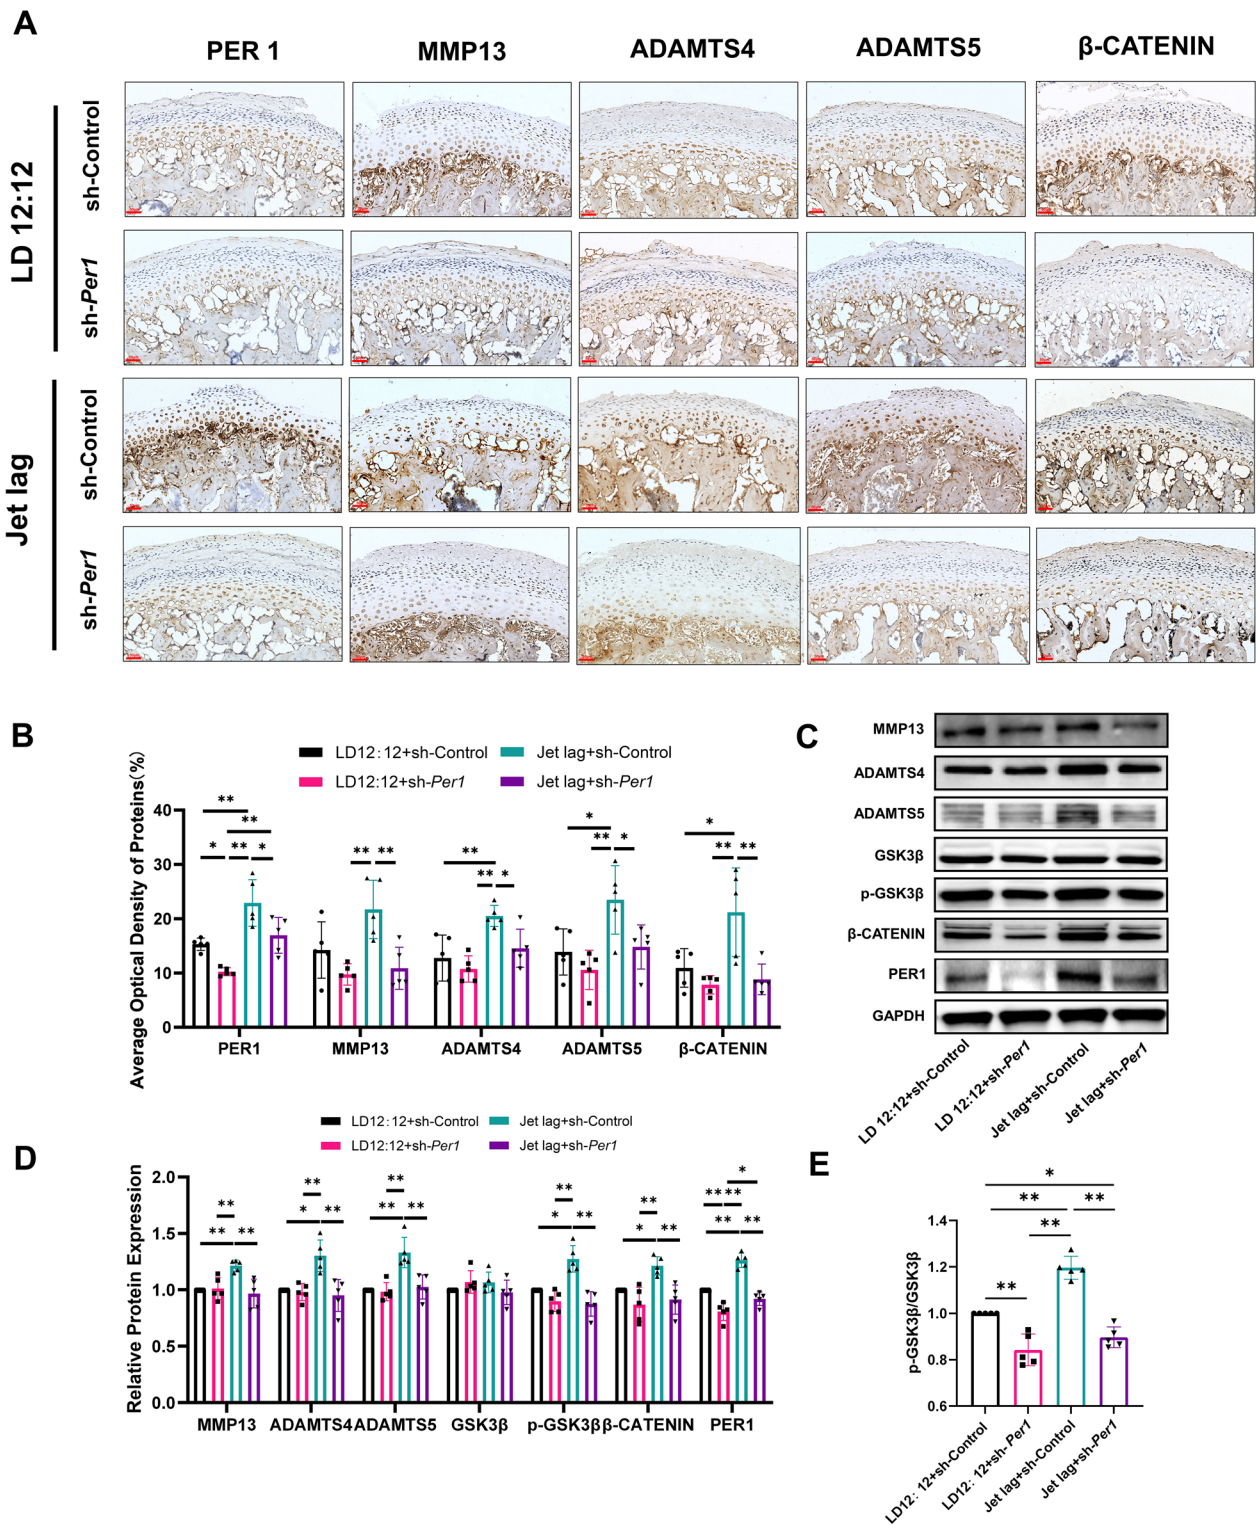 A
PER 1
MMP13
ADAMTS4
ADAMTS5
β-CATENIN
LD 12:12
sh-Control
sh-Per1
Jet lag
sh-Control
sh-Per1
B
LD12: 12+sh-Control
Jet lag+sh-Control
LD12:12+sh-Per1
Jet lag+sh-Per1
Average Optical Density of Proteins(%)
40
30
20
10
0
** ** * ** *
** **
** ** *
* ** *
* ** **
PER1
MMP13
ADAMTS4
ADAMTS5
β-CATENIN
C
MMP13
ADAMTS4
ADAMTS5
GSK3β
p-GSK3β
β-CATENIN
PER1
GAPDH
LD 12:12+sh-Control
LD 12:12+sh-Per1
Jet lag+sh-Control
Jet lag+sh-Per1
D
LD12: 12+sh-Control
Jet lag+sh-Control
LD12:12+sh-Per1
Jet lag+sh-Per1
Relative Protein Expression
2.0
1.5
1.0
0.5
0.0
** ** **
** * **
** ** **
** * **
** * **
* ** ** ** **
MMP13
ADAMTS4
ADAMTS5
GSK3β
p-GSK3β
β-CATENIN
PER1
E
p-GSK3β/GSK3β
1.4
1.2
1.0
0.8
0.6
*
** **
**
**
LD12: 12+sh-Control
LD12: 12+sh-Per1
Jet lag+sh-Control
Jet lag+sh-Per1